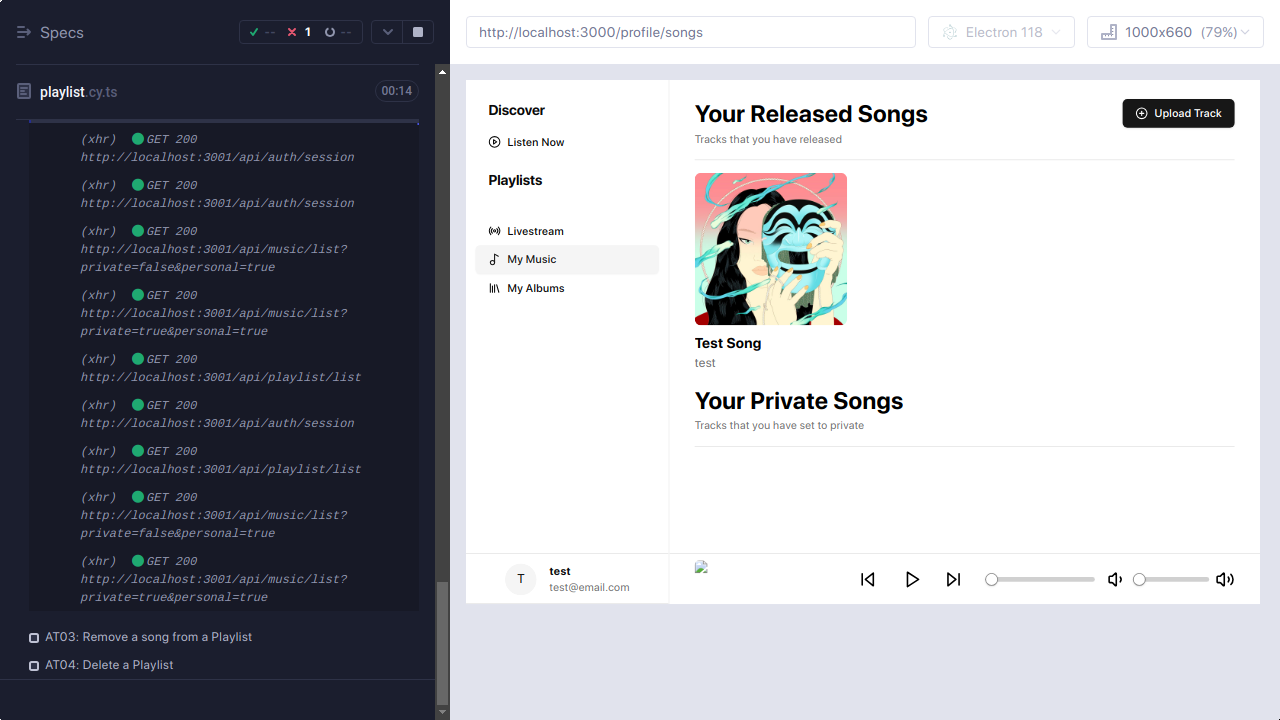 Specs
-- 1 --
playlist.cy.ts
00:14
(xhr) GET 200
http://localhost:3001/api/auth/session
(xhr) GET 200
http://localhost:3001/api/auth/session
(xhr) GET 200
http://localhost:3001/api/music/list?
private=false&personal=true
(xhr) GET 200
http://localhost:3001/api/music/list?
private=true&personal=true
(xhr) GET 200
http://localhost:3001/api/playlist/list
(xhr) GET 200
http://localhost:3001/api/auth/session
(xhr) GET 200
http://localhost:3001/api/playlist/list
(xhr) GET 200
http://localhost:3001/api/music/list?
private=false&personal=true
(xhr) GET 200
http://localhost:3001/api/music/list?
private=true&personal=true
AT03: Remove a song from a Playlist
AT04: Delete a Playlist
http://localhost:3000/profile/songs
Electron 118
1000x660 (79%)
Discover
Listen Now
Playlists
Livestream
My Music
My Albums
Your Released Songs
Tracks that you have released
Upload Track
Test Song
test
Your Private Songs
Tracks that you have set to private
T
test
test@email.com